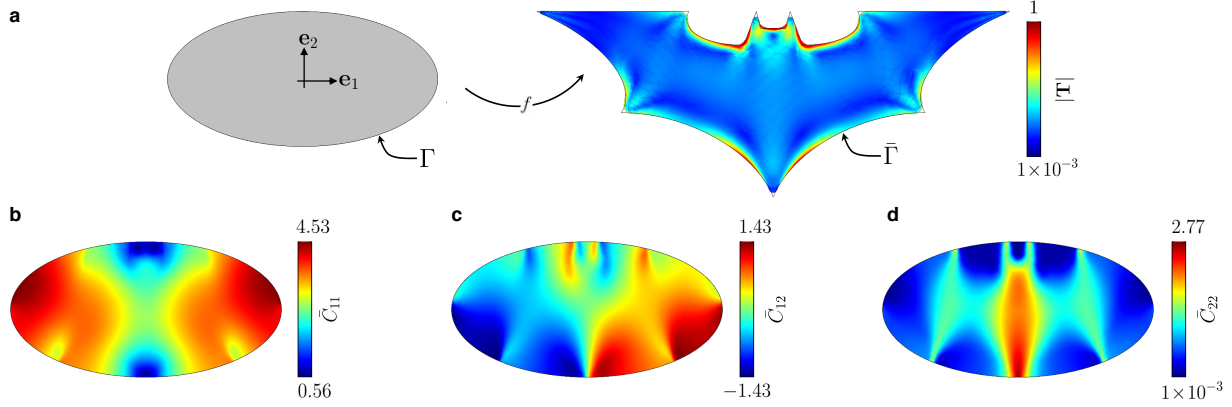 a
e₂
e₁
f
Γ
Γ̄
1
|T|
1×10⁻³
b
4.53
C̄₁₁
0.56
c
1.43
C̄₁₂
−1.43
d
2.77
C̄₂₂
1×10⁻³